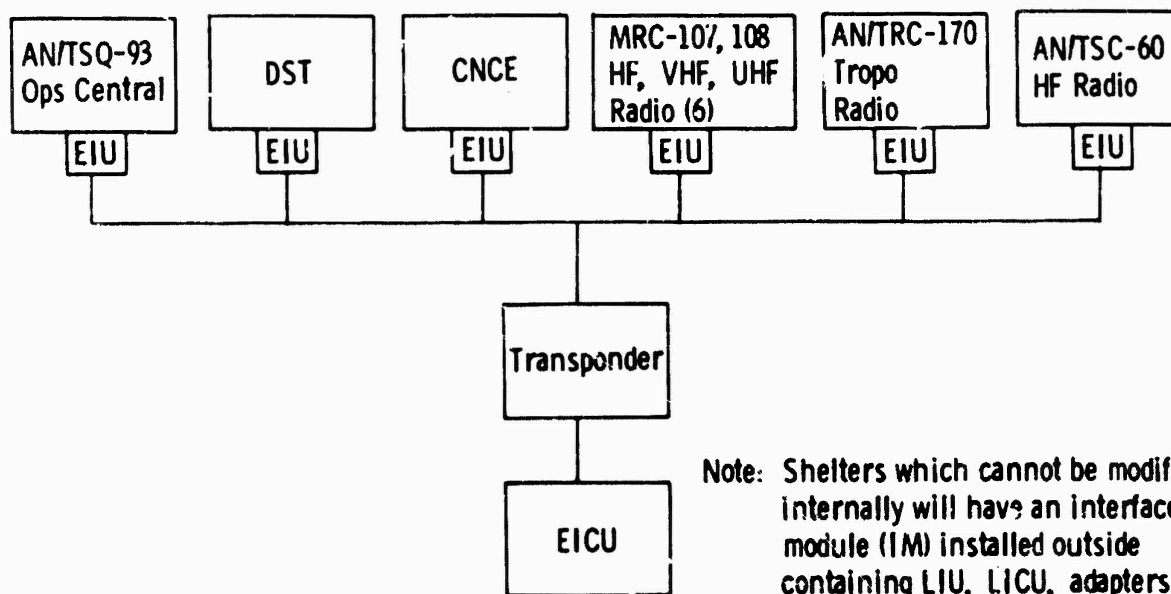 AN/TSQ-93
Ops Central
DST
CNCE
MRC-107, 108
HF, VHF, UHF
Radio (6)
AN/TRC-170
Tropo
Radio
AN/TSC-60
HF Radio
EIU
EIU
EIU
EIU
EIU
EIU
Transponder
EICU
Note: Shelters which cannot be modif
internally will have an interface
module (IM) installed outside
containing LIU, LICU, adapters